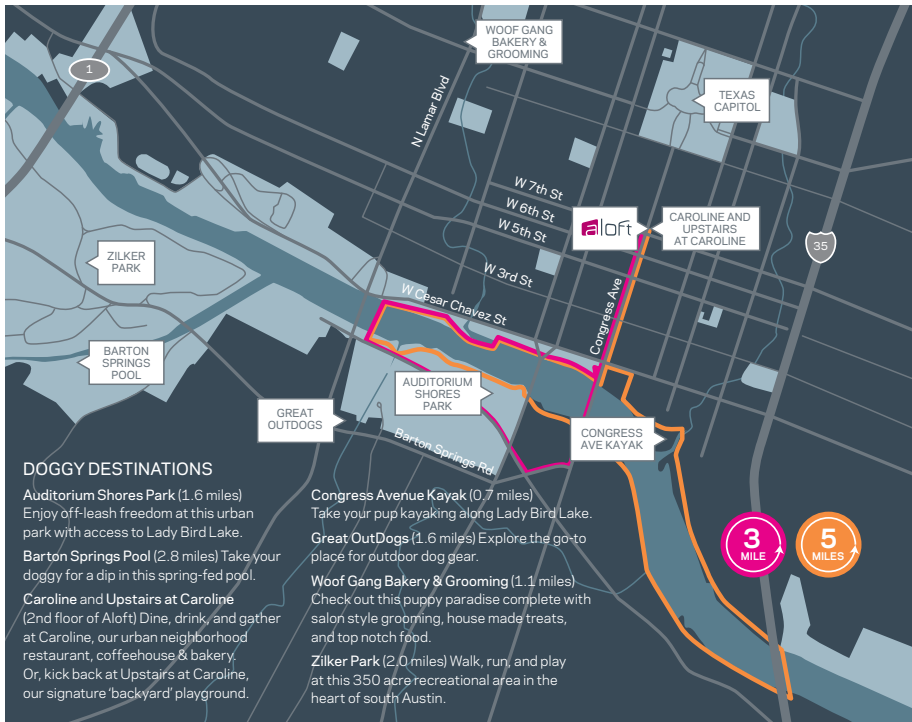 WOOF GANG
BAKERY &
GROOMING
1
TEXAS
CAPITOL
N Lamar Blvd
W 7th St
W 6th St
W 5th St
aloft
CAROLINE AND
UPSTAIRS
AT CAROLINE
35
ZILKER
PARK
W 3rd St
W Cesar Chavez St
Congress Ave
BARTON
SPRINGS
POOL
AUDITORIUM
SHORES
PARK
GREAT
OUTDOGS
CONGRESS
AVE KAYAK
Barton Springs Rd
DOGGY DESTINATIONS
Auditorium Shores Park (1.6 miles)
Enjoy off-leash freedom at this urban
park with access to Lady Bird Lake.
Barton Springs Pool (2.8 miles) Take your
doggy for a dip in this spring-fed pool.
Caroline and Upstairs at Caroline
(2nd floor of Aloft) Dine, drink, and gather
at Caroline, our urban neighborhood
restaurant, coffeehouse & bakery.
Or, kick back at Upstairs at Caroline,
our signature ‘backyard’ playground.
Congress Avenue Kayak (0.7 miles)
Take your pup kayaking along Lady Bird Lake.
Great OutDogs (1.6 miles) Explore the go-to
place for outdoor dog gear.
Woof Gang Bakery & Grooming (1.1 miles)
Check out this puppy paradise complete with
salon style grooming, house made treats,
and top notch food.
Zilker Park (2.0 miles) Walk, run, and play
at this 350 acre recreational area in the
heart of south Austin.
3
MILE
5
MILES